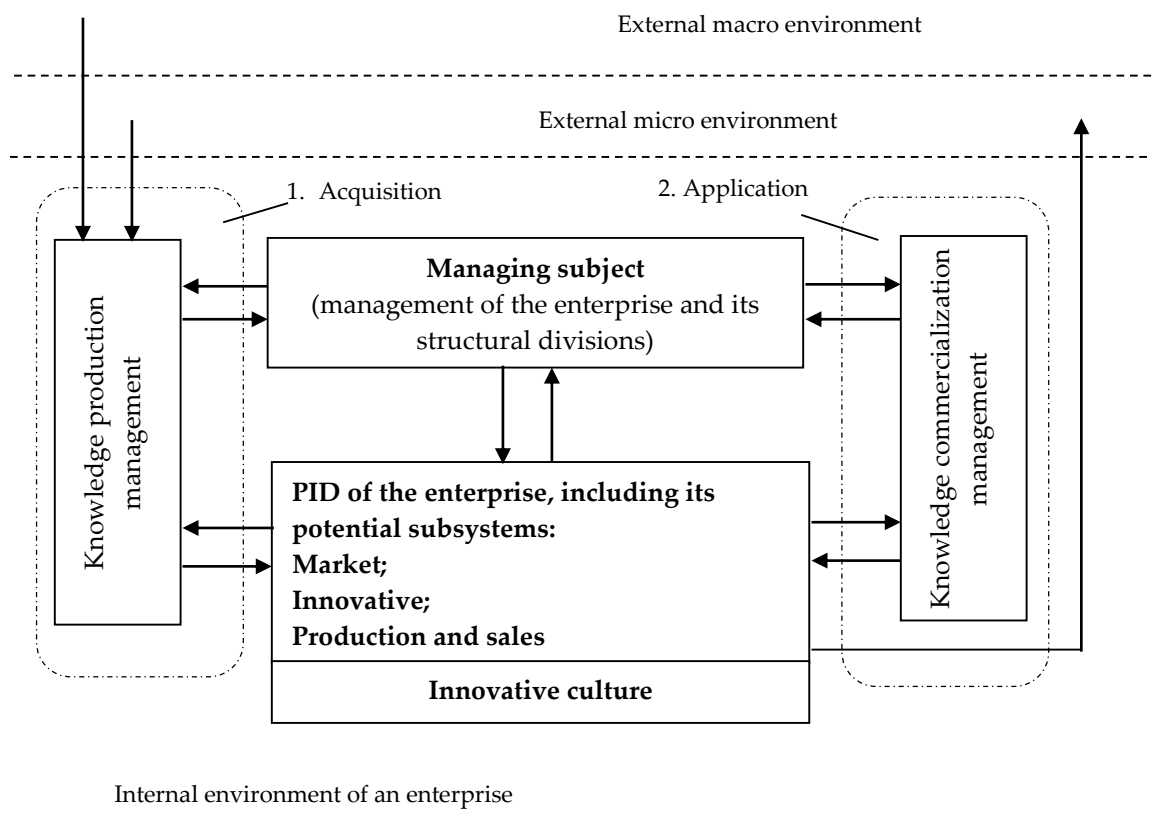 External macro environment
External micro environment
1. Acquisition
2. Application
Knowledge production
management
Managing subject
(management of the enterprise and its
structural divisions)
Knowledge commercialization
management
PID of the enterprise, including its
potential subsystems:
Market;
Innovative;
Production and sales
Innovative culture
Internal environment of an enterprise